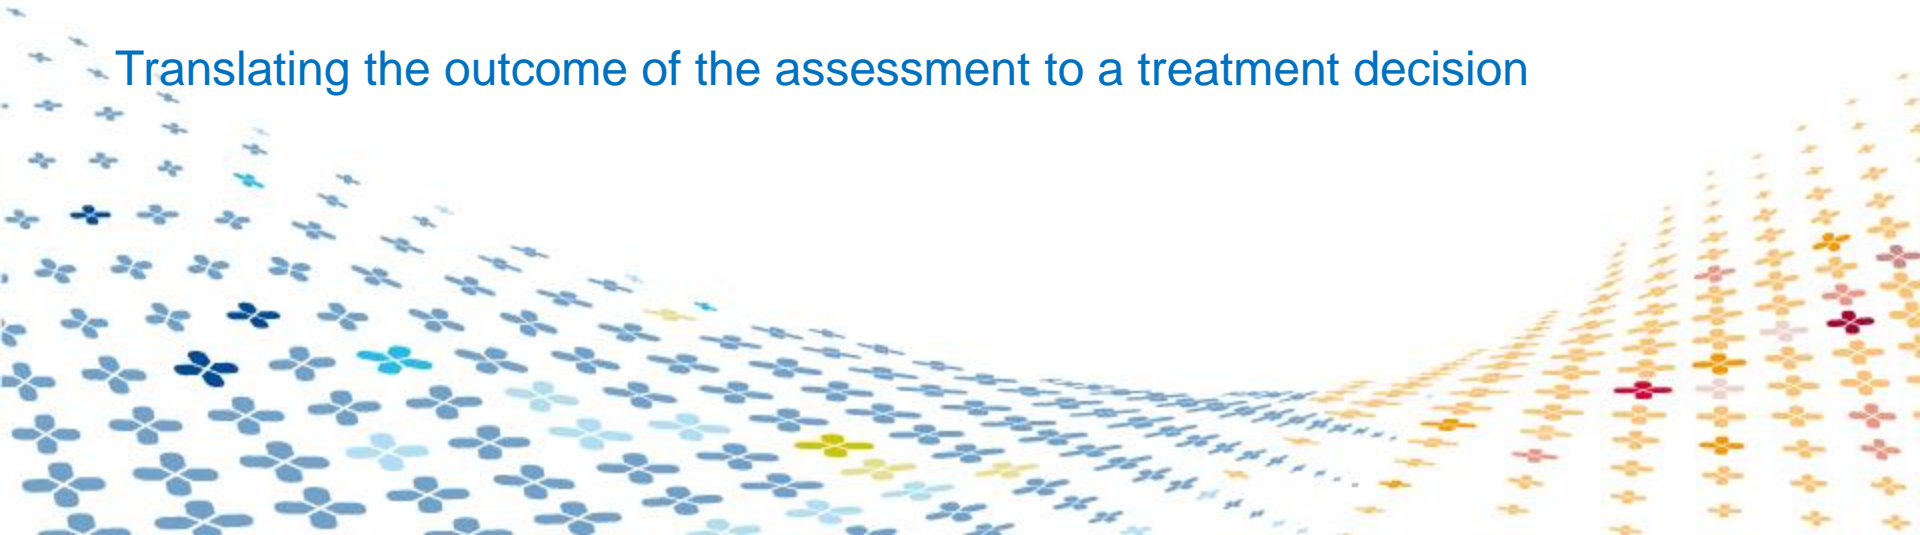 Translating the outcome of the assessment to a treatment decision